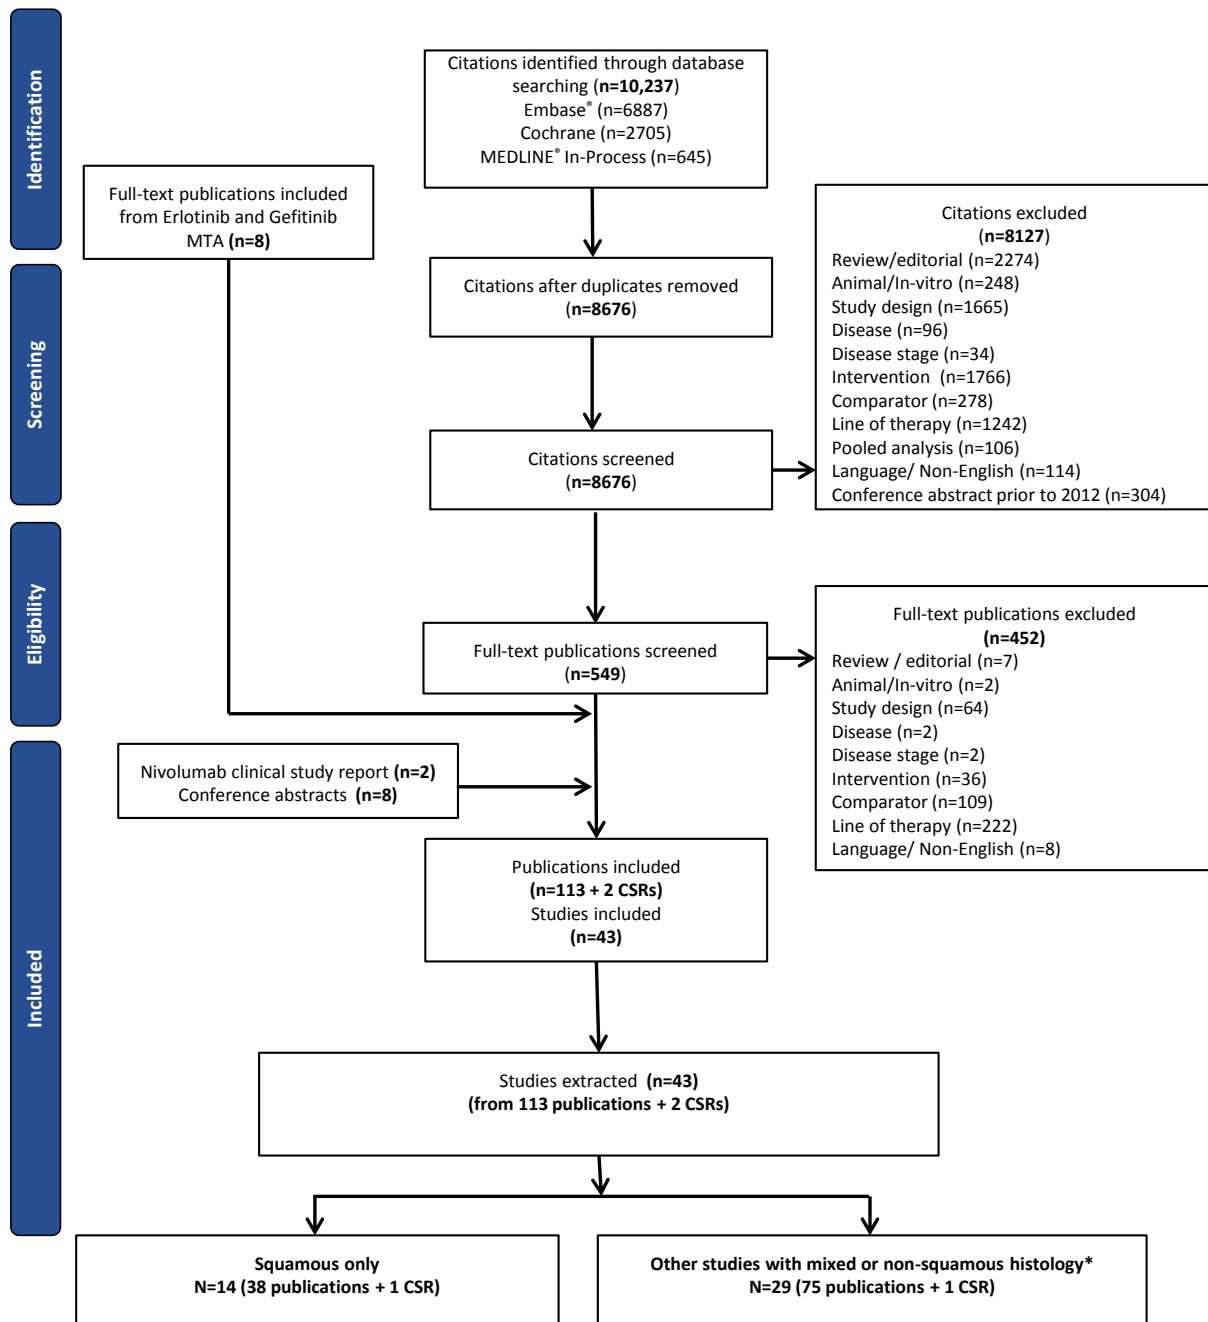 Identification
Citations identified through database
searching (n=10,237)
Embase® (n=6887)
Cochrane (n=2705)
MEDLINE® In-Process (n=645)
Full-text publications included
from Erlotinib and Gefitinib
MTA (n=8)
Citations excluded
(n=8127)
Review/editorial (n=2274)
Animal/In-vitro (n=248)
Study design (n=1665)
Disease (n=96)
Disease stage (n=34)
Intervention (n=1766)
Comparator (n=278)
Line of therapy (n=1242)
Pooled analysis (n=106)
Language/ Non-English (n=114)
Conference abstract prior to 2012 (n=304)
Screening
Citations after duplicates removed
(n=8676)
Citations screened
(n=8676)
Eligibility
Full-text publications screened
(n=549)
Full-text publications excluded
(n=452)
Review / editorial (n=7)
Animal/In-vitro (n=2)
Study design (n=64)
Disease (n=2)
Disease stage (n=2)
Intervention (n=36)
Comparator (n=109)
Line of therapy (n=222)
Language/ Non-English (n=8)
Included
Nivolumab clinical study report (n=2)
Conference abstracts (n=8)
Publications included
(n=113 + 2 CSRs)
Studies included
(n=43)
Studies extracted (n=43)
(from 113 publications + 2 CSRs)
Squamous only
N=14 (38 publications + 1 CSR)
Other studies with mixed or non-squamous histology*
N=29 (75 publications + 1 CSR)